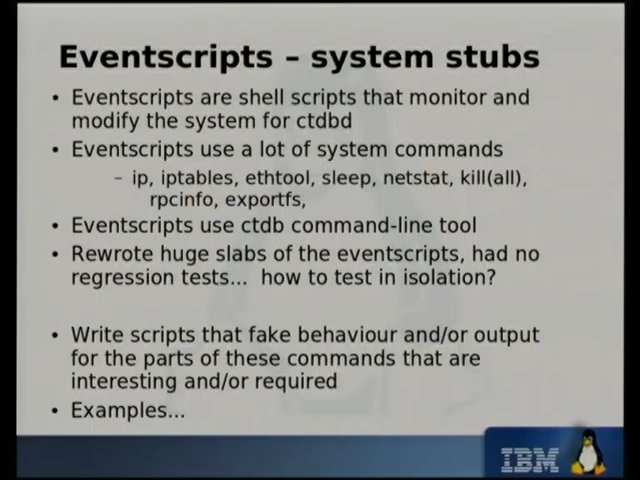 Eventscripts – system stubs
• Eventscripts are shell scripts that monitor and
modify the system for ctdbd
• Eventscripts use a lot of system commands
– ip, iptables, ethtool, sleep, netstat, kill(all),
rpcinfo, exportfs,
• Eventscripts use ctdb command-line tool
• Rewrote huge slabs of the eventscripts, had no
regression tests... how to test in isolation?
• Write scripts that fake behaviour and/or output
for the parts of these commands that are
interesting and/or required
• Examples...
IBM